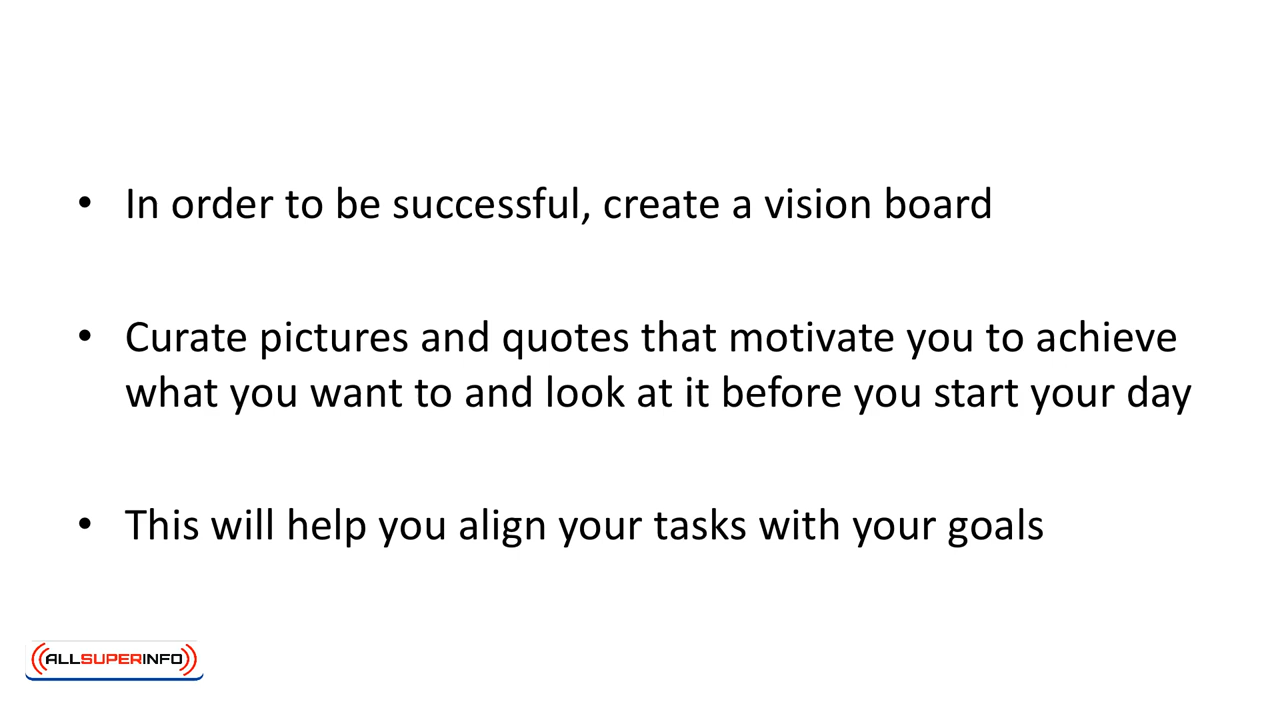 • In order to be successful, create a vision board
• Curate pictures and quotes that motivate you to achieve
what you want to and look at it before you start your day
• This will help you align your tasks with your goals
ALLSUPERINFO